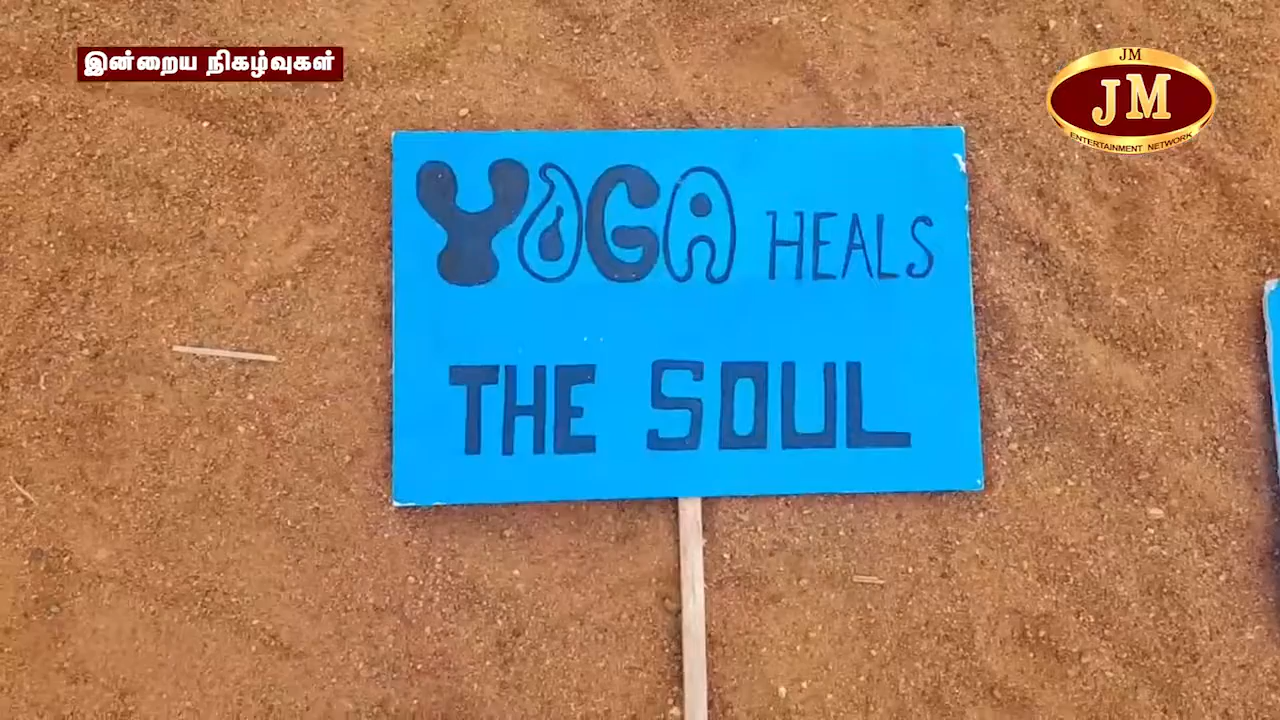 இன்றைய நிகழ்வுகள்
JM
JM
ENTERTAINMENT NETWORK
YOGA HEALS
THE SOUL